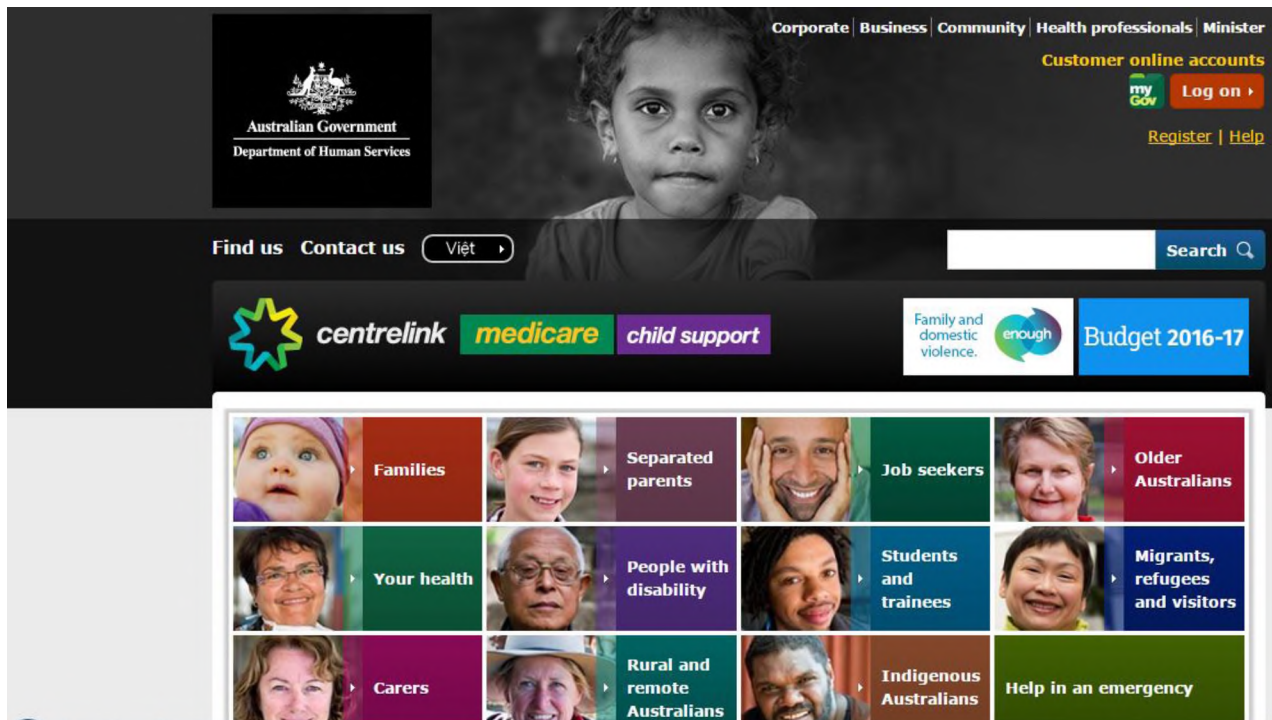 Corporate Business Community Health professionals Minister
Customer online accounts
my
Gov
Log on
Register | Help
Australian Government
Department of Human Services
Find us Contact us Việt
Search
centrelink medicare child support
Family and
domestic
violence.
enough
Budget 2016-17
Families
Separated
parents
Job seekers
Older
Australians
Your health
People with
disability
Students
and
trainees
Migrants,
refugees
and visitors
Carers
Rural and
remote
Australians
Indigenous
Australians
Help in an emergency